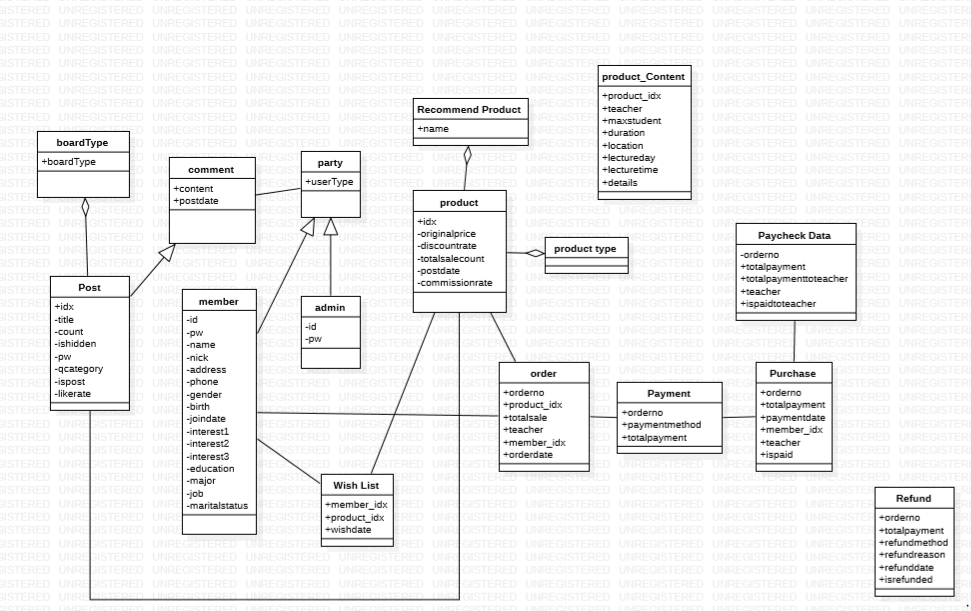 UNREGISTERED
boardType
+boardType
comment
+content
+postdate
party
+userType
Recommend Product
+name
product_Content
+product_idx
+teacher
+maxstudent
+duration
+location
+lectureday
+lecturetime
+details
product
+idx
-originalprice
-discountrate
-totalsalecount
-postdate
-commissionrate
product type
Paycheck Data
-orderno
+totalpayment
+totalpaymenttoteacher
+teacher
+ispaidtoteacher
Post
+idx
-title
-count
-ishidden
-pw
-qcategory
-ispost
-likerate
member
-id
-pw
-name
-nick
-address
-phone
-gender
-birth
-joindate
-interest1
-interest2
-interest3
-education
-major
-job
-maritalstatus
admin
-id
-pw
order
+orderno
+product_idx
+totalsale
+teacher
+member_idx
+orderdate
Payment
+orderno
+paymentmethod
+totalpayment
Purchase
+orderno
+totalpayment
+paymentdate
+member_idx
+teacher
+ispaid
Wish List
+member_idx
+product_idx
+wishdate
Refund
+orderno
+totalpayment
+refundmethod
+refundreason
+refunddate
+isrefunded